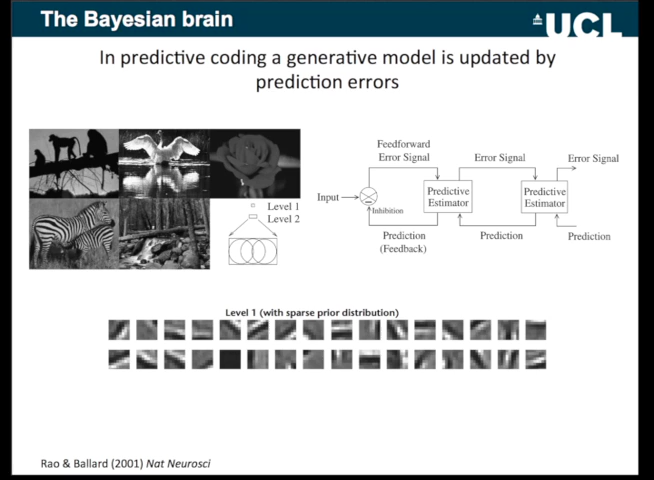 The Bayesian brain
UCL
In predictive coding a generative model is updated by
prediction errors
Level 1
Level 2
Feedforward
Error Signal
Error Signal
Error Signal
Input
Inhibition
Predictive
Estimator
Predictive
Estimator
Prediction
(Feedback)
Prediction
Prediction
Level 1 (with sparse prior distribution)
Rao & Ballard (2001) Nat Neurosci